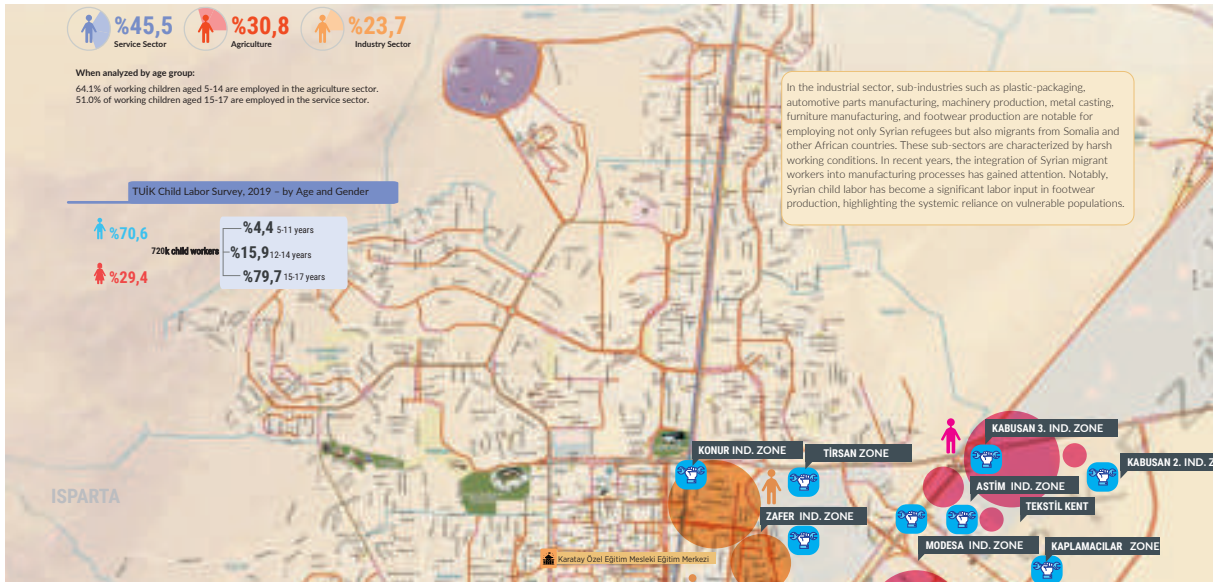 %45,5
Service Sector
%30,8
Agriculture
%23,7
Industry Sector
When analyzed by age group:
64.1% of working children aged 5-14 are employed in the agriculture sector.
51.0% of working children aged 15-17 are employed in the service sector.
In the industrial sector, sub-industries such as plastic-packaging,
automotive parts manufacturing, machinery production, metal casting,
furniture manufacturing, and footwear production are notable for
employing not only Syrian refugees but also migrants from Somalia and
other African countries. These sub-sectors are characterized by harsh
working conditions. In recent years, the integration of Syrian migrant
workers into manufacturing processes has gained attention. Notably,
Syrian child labor has become a significant labor input in footwear
production, highlighting the systemic reliance on vulnerable populations.
TUİK Child Labor Survey, 2019 – by Age and Gender
%70,6
%29,4
720k child workers
%4,4 5-11 years
%15,9 12-14 years
%79,7 15-17 years
ISPARTA
KONUR IND. ZONE
TİRSAN ZONE
ZAFER IND. ZONE
KABUSAN 3. IND. ZONE
KABUSAN 2. IND. Z
ASTİM IND. ZONE
TEKSTİL KENT
MODESA IND. ZONE
KAPLAMACILAR ZONE
Karatay Özel Eğitim Mesleki Eğitim Merkezi